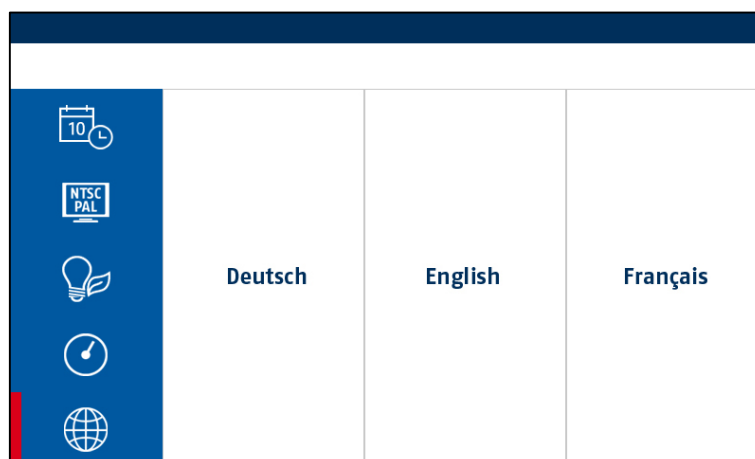 10
NTSC
PAL
Deutsch
English
Français